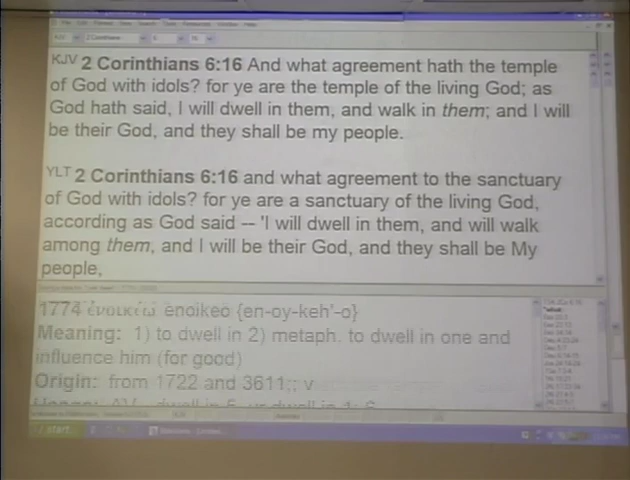 KJV 2 Corinthians 6:16 And what agreement hath the temple
of God with idols? for ye are the temple of the living God; as
God hath said, I will dwell in them, and walk in them; and I will
be their God, and they shall be my people.
YLT 2 Corinthians 6:16 and what agreement to the sanctuary
of God with idols? for ye are a sanctuary of the living God,
according as God said -- 'I will dwell in them, and will walk
among them, and I will be their God, and they shall be My
people,
1774 ἐνοικέω enoikeo {en-oy-keh'-o}
Meaning: 1) to dwell in 2) metaph. to dwell in one and
influence him (for good)
Origin: from 1722 and 3611;; v
start